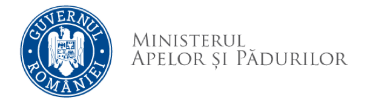 GUVERNUL
ROMÂNIEI
MINISTERUL
APELOR ȘI PĂDURILOR